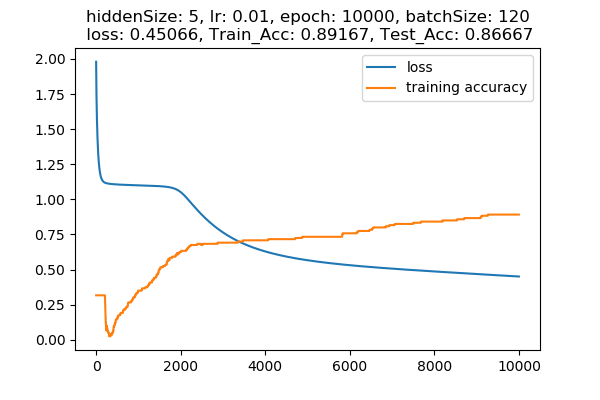 hiddenSize: 5, lr: 0.01, epoch: 10000, batchSize: 120
loss: 0.45066, Train_Acc: 0.89167, Test_Acc: 0.86667
loss
training accuracy
2.00
1.75
1.50
1.25
1.00
0.75
0.50
0.25
0.00
0 2000 4000 6000 8000 10000